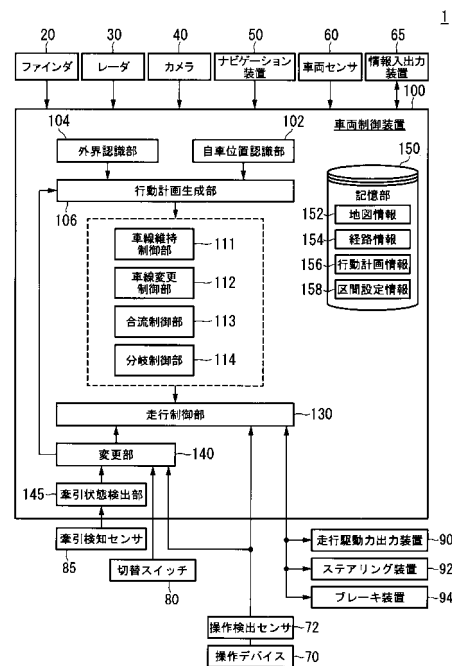 1
20
30
40
50
60
65
ファインダ
レーダ
カメラ
ナビゲーション
装置
車両センサ
情報入出力
装置
100
車両制御装置
104
102
外界認識部
自車位置認識部
行動計画生成部
106
150
記憶部
152
地図情報
154
経路情報
156
行動計画情報
158
区間設定情報
車線維持
制御部
111
車線変更
制御部
112
合流制御部
113
分岐制御部
114
走行制御部
130
変更部
140
145
牽引状態検出部
牽引検知センサ
85
切替スイッチ
80
走行駆動力出力装置
90
ステアリング装置
92
ブレーキ装置
94
操作検出センサ
72
操作デバイス
70